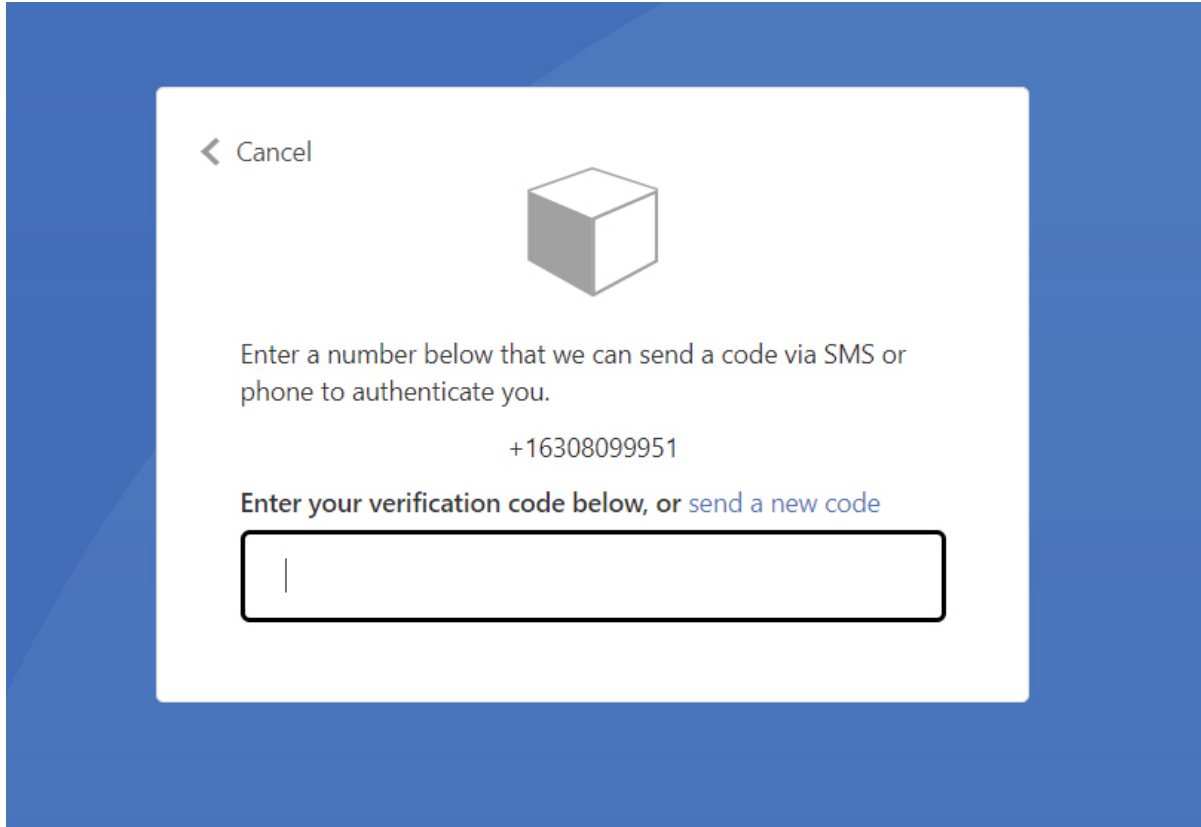 Cancel
Enter a number below that we can send a code via SMS or
phone to authenticate you.
+16308099951
Enter your verification code below, or send a new code